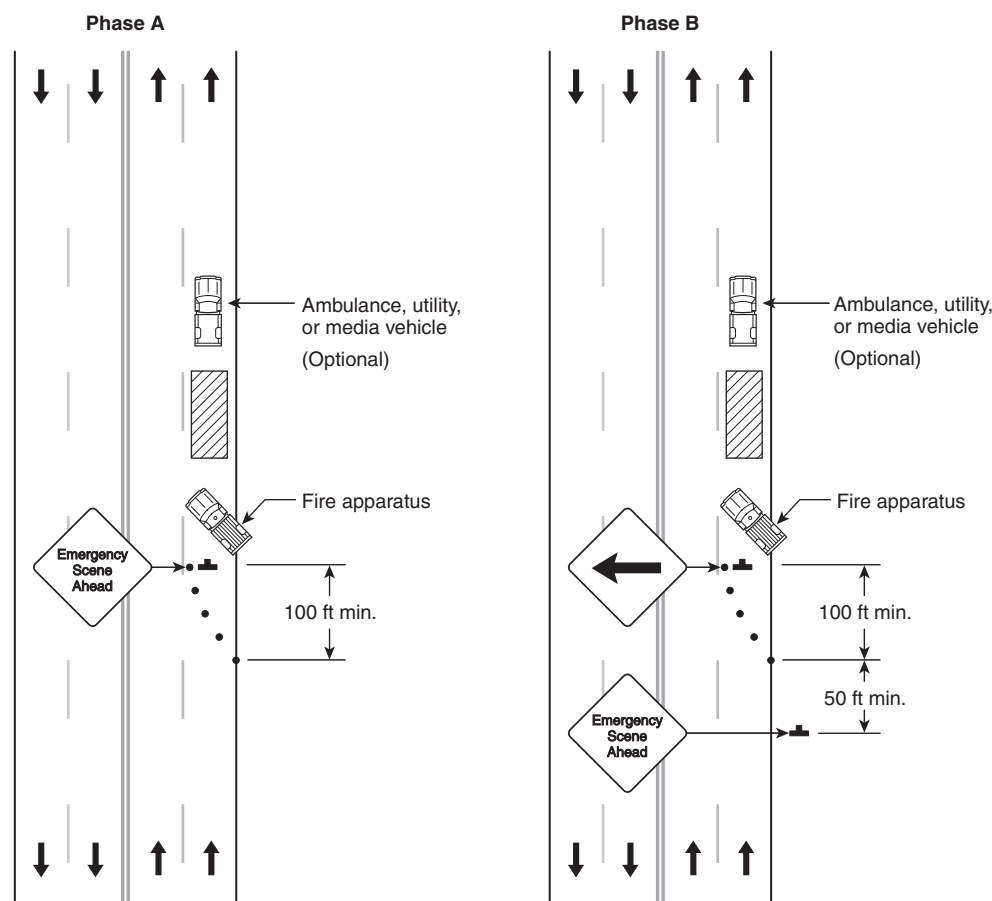 Phase A
Ambulance, utility,
or media vehicle
(Optional)
Fire apparatus
Emergency
Scene
Ahead
100 ft min.
Phase B
Ambulance, utility,
or media vehicle
(Optional)
Fire apparatus
100 ft min.
50 ft min.
Emergency
Scene
Ahead